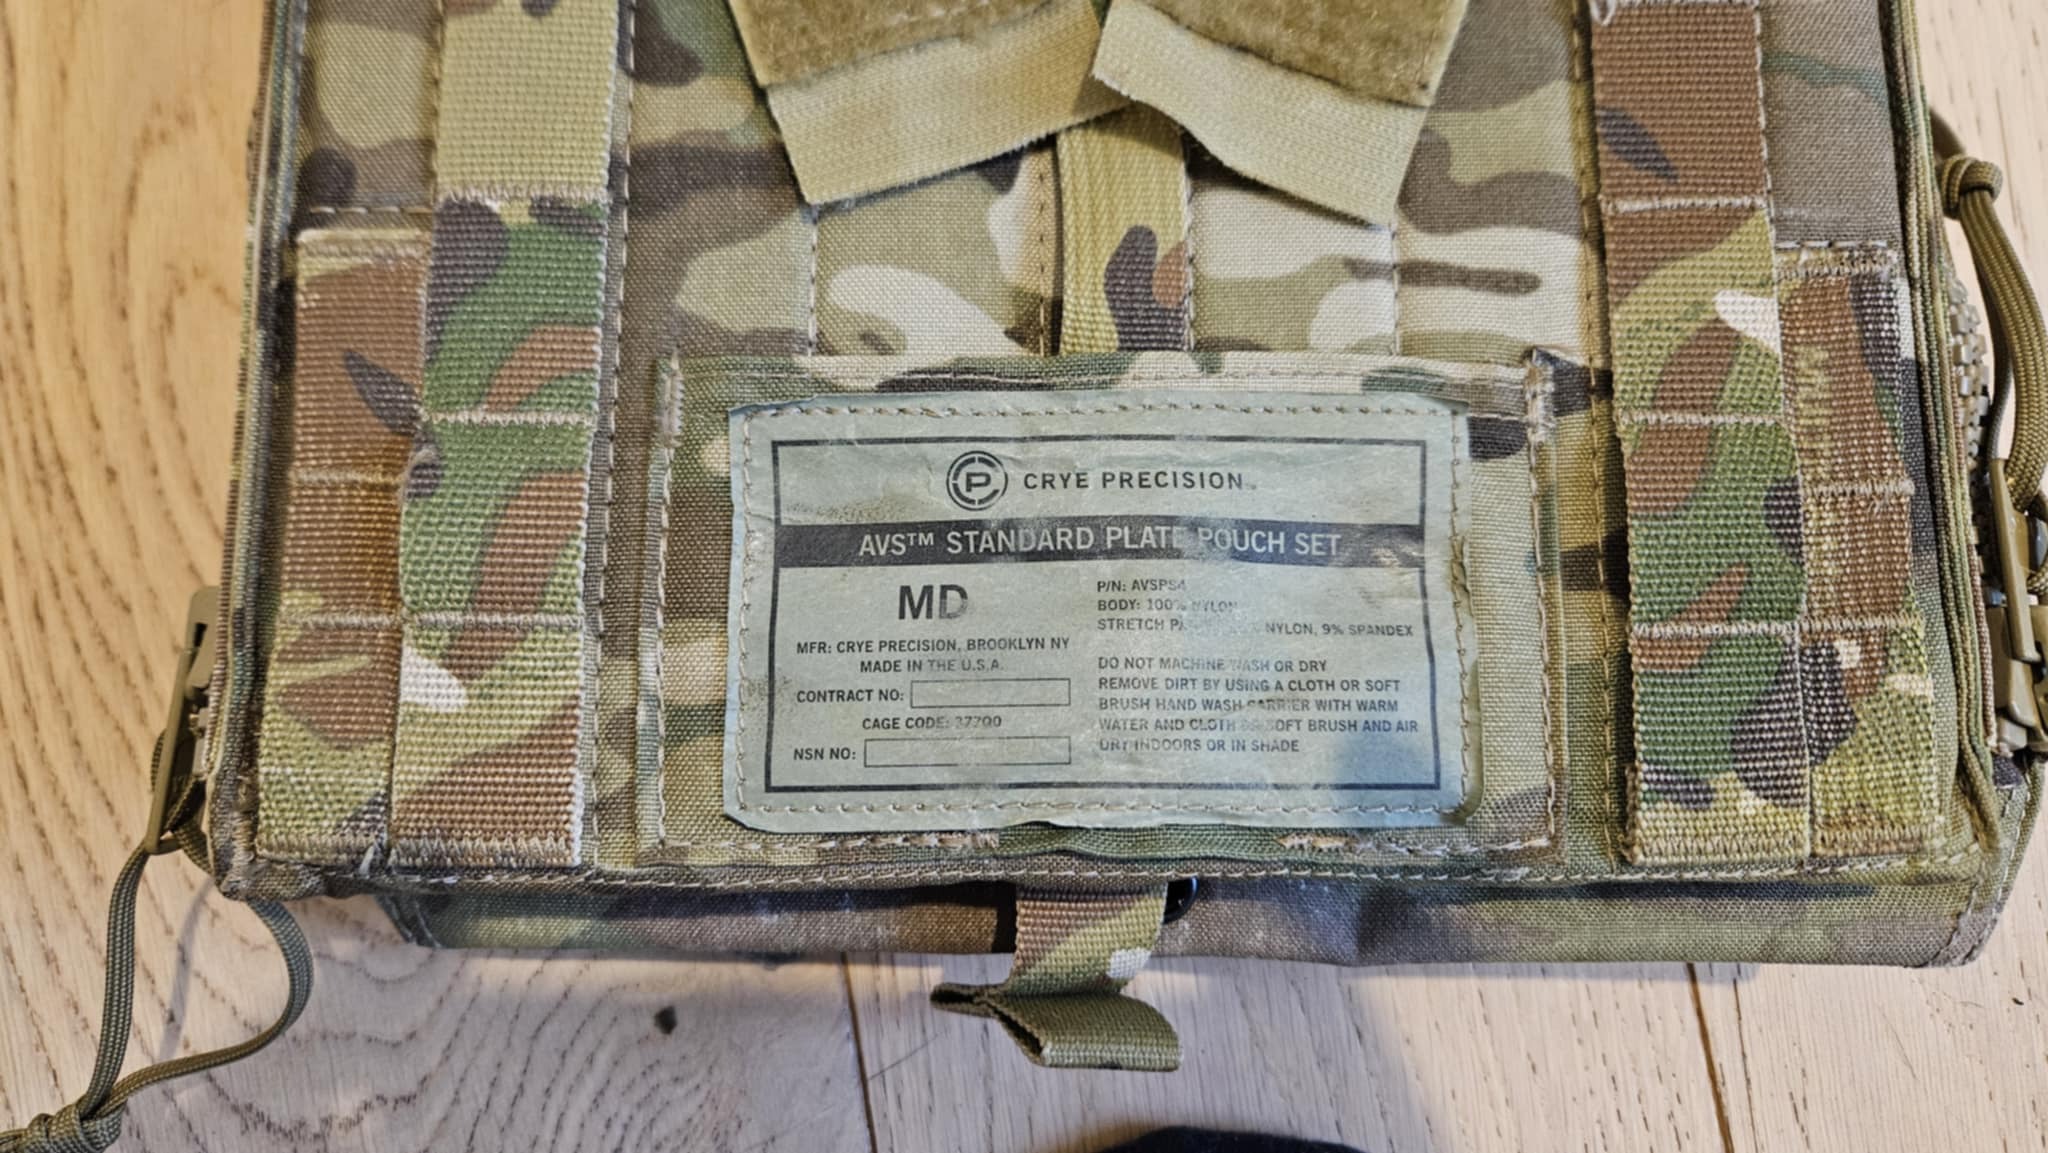 CP CRYE PRECISION™
AVS™ STANDARD PLATE POUCH SET
MD
MFR: CRYE PRECISION, BROOKLYN NY
MADE IN THE U.S.A.
CONTRACT NO:
CAGE CODE: 37700
NSN NO:
P/N: AVSPS4
BODY: 100% NYLON
STRETCH NYLON, 9% SPANDEX
DO NOT MACHINE WASH OR DRY
REMOVE DIRT BY USING A CLOTH OR SOFT
BRUSH HAND WASH CARRIER WITH WARM
WATER AND CLOTH OR SOFT BRUSH AND AIR
DRY INDOORS OR IN SHADE